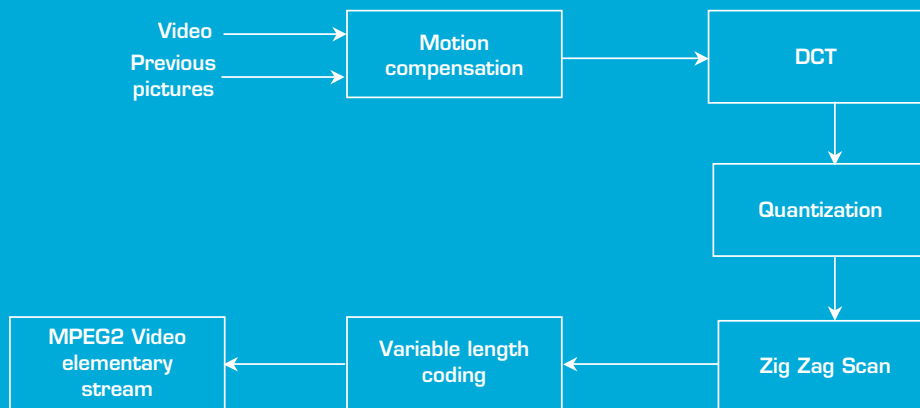 Video
Previous
pictures
Motion
compensation
DCT
Quantization
Zig Zag Scan
Variable length
coding
MPEG2 Video
elementary
stream